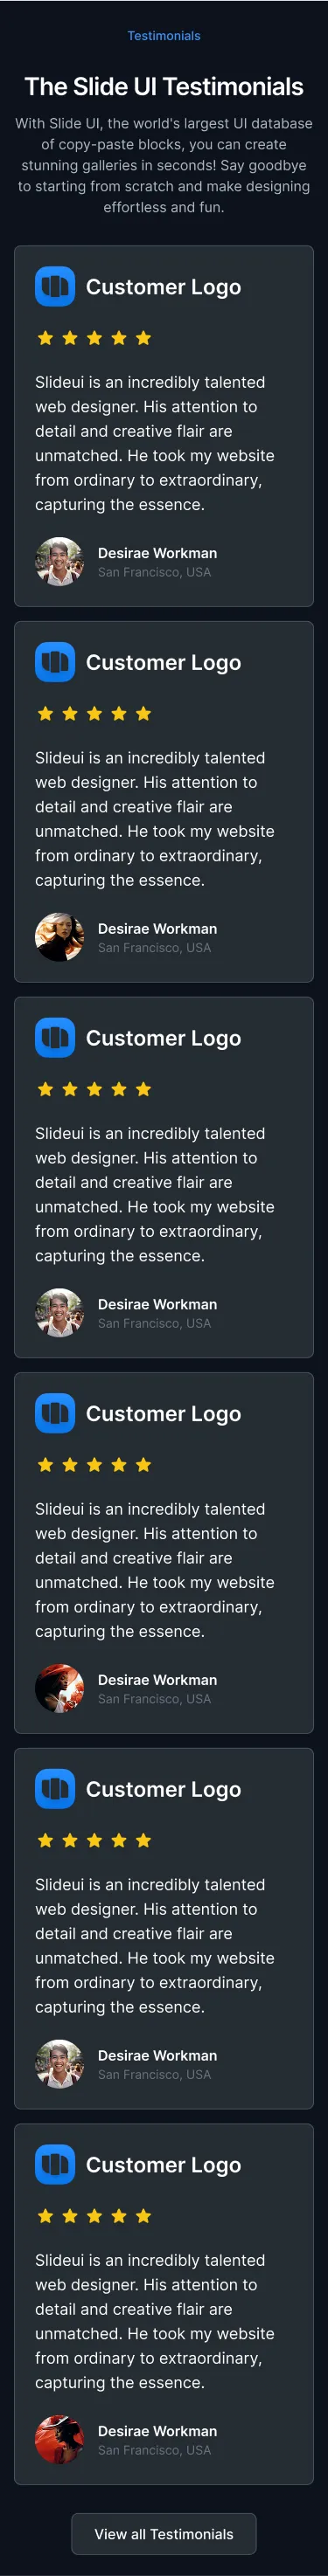 Testimonials
The Slide UI Testimonials
With Slide UI, the world's largest UI database
of copy-paste blocks, you can create
stunning galleries in seconds! Say goodbye
to starting from scratch and make designing
effortless and fun.
Customer Logo
Slideui is an incredibly talented
web designer. His attention to
detail and creative flair are
unmatched. He took my website
from ordinary to extraordinary,
capturing the essence.
Desirae Workman
San Francisco, USA
Customer Logo
Slideui is an incredibly talented
web designer. His attention to
detail and creative flair are
unmatched. He took my website
from ordinary to extraordinary,
capturing the essence.
Desirae Workman
San Francisco, USA
Customer Logo
Slideui is an incredibly talented
web designer. His attention to
detail and creative flair are
unmatched. He took my website
from ordinary to extraordinary,
capturing the essence.
Desirae Workman
San Francisco, USA
Customer Logo
Slideui is an incredibly talented
web designer. His attention to
detail and creative flair are
unmatched. He took my website
from ordinary to extraordinary,
capturing the essence.
Desirae Workman
San Francisco, USA
Customer Logo
Slideui is an incredibly talented
web designer. His attention to
detail and creative flair are
unmatched. He took my website
from ordinary to extraordinary,
capturing the essence.
Desirae Workman
San Francisco, USA
Customer Logo
Slideui is an incredibly talented
web designer. His attention to
detail and creative flair are
unmatched. He took my website
from ordinary to extraordinary,
capturing the essence.
Desirae Workman
San Francisco, USA
View all Testimonials